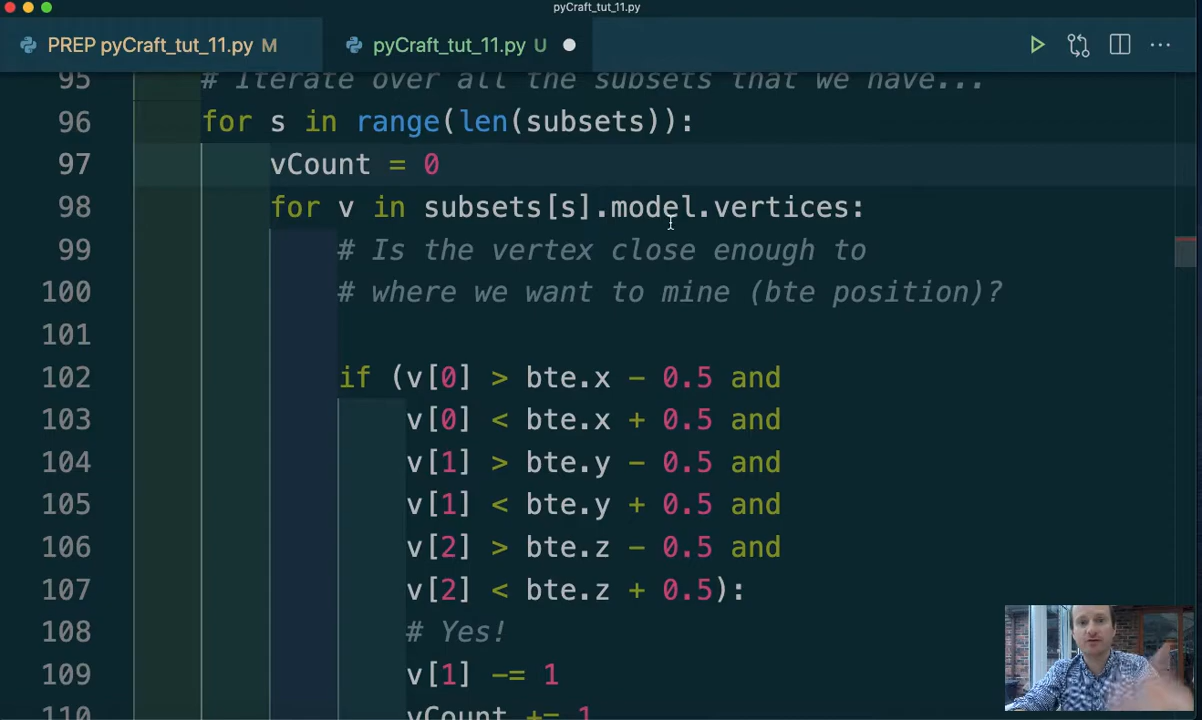 pyCraft_tut_11.py
PREP pyCraft_tut_11.py M
pyCraft_tut_11.py U
95 # Iterate over all the subsets that we have...
96 for s in range(len(subsets)):
97 vCount = 0
98 for v in subsets[s].model.vertices:
99 # Is the vertex close enough to
100 # where we want to mine (bte position)?
101
102 if (v[0] > bte.x - 0.5 and
103 v[0] < bte.x + 0.5 and
104 v[1] > bte.y - 0.5 and
105 v[1] < bte.y + 0.5 and
106 v[2] > bte.z - 0.5 and
107 v[2] < bte.z + 0.5):
108 # Yes!
109 v[1] -= 1
110 vCount += 1